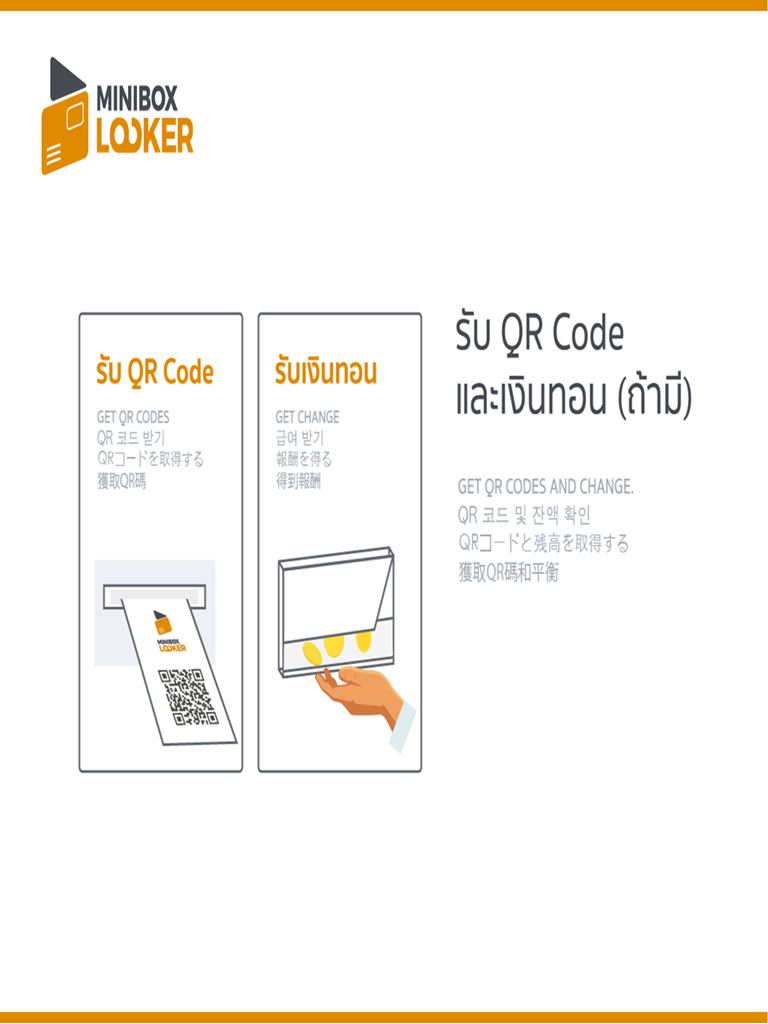 MINIBOX
LOOKER
รับ QR Code
GET QR CODES
QR 코드 받기
QRコードを取得する
獲取QR碼
MINIBOX
LOOKER
รับเงินทอน
GET CHANGE
급여 받기
報酬を得る
得到報酬
รับ QR Code
และเงินทอน (ถ้ามี)
GET QR CODES AND CHANGE.
QR 코드 및 잔액 확인
QRコードと残高を取得する
獲取QR碼和平衡